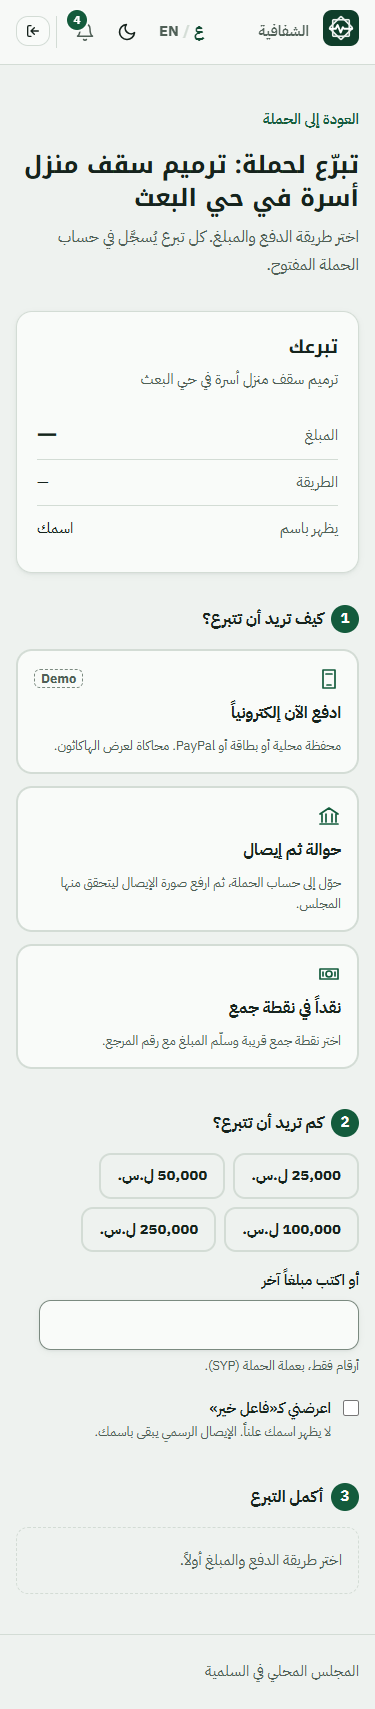 الشفافية
ع / EN
4
العودة إلى الحملة
تبرّع لحملة: ترميم سقف منزل
أسرة في حي البعث
اختر طريقة الدفع والمبلغ. كل تبرع يُسجَّل في حساب
الحملة المفتوح.
تبرعك
ترميم سقف منزل أسرة في حي البعث
المبلغ —
الطريقة —
يظهر باسم اسمك
1 كيف تريد أن تتبرع؟
Demo
ادفع الآن إلكترونياً
محفظة محلية أو بطاقة أو PayPal. محاكاة لعرض الهاكاثون.
حوالة ثم إيصال
حوّل إلى حساب الحملة، ثم ارفع صورة الإيصال ليتحقق منها
المجلس.
نقداً في نقطة جمع
اختر نقطة جمع قريبة وسلّم المبلغ مع رقم المرجع.
2 كم تريد أن تتبرع؟
25,000 ل.س. 50,000 ل.س.
100,000 ل.س. 250,000 ل.س.
أو اكتب مبلغاً آخر
أرقام فقط، بعملة الحملة (SYP).
اعرضني كـ«فاعل خير»
لا يظهر اسمك علناً. الإيصال الرسمي يبقى باسمك.
3 أكمل التبرع
اختر طريقة الدفع والمبلغ أولاً.
المجلس المحلي في السلمية